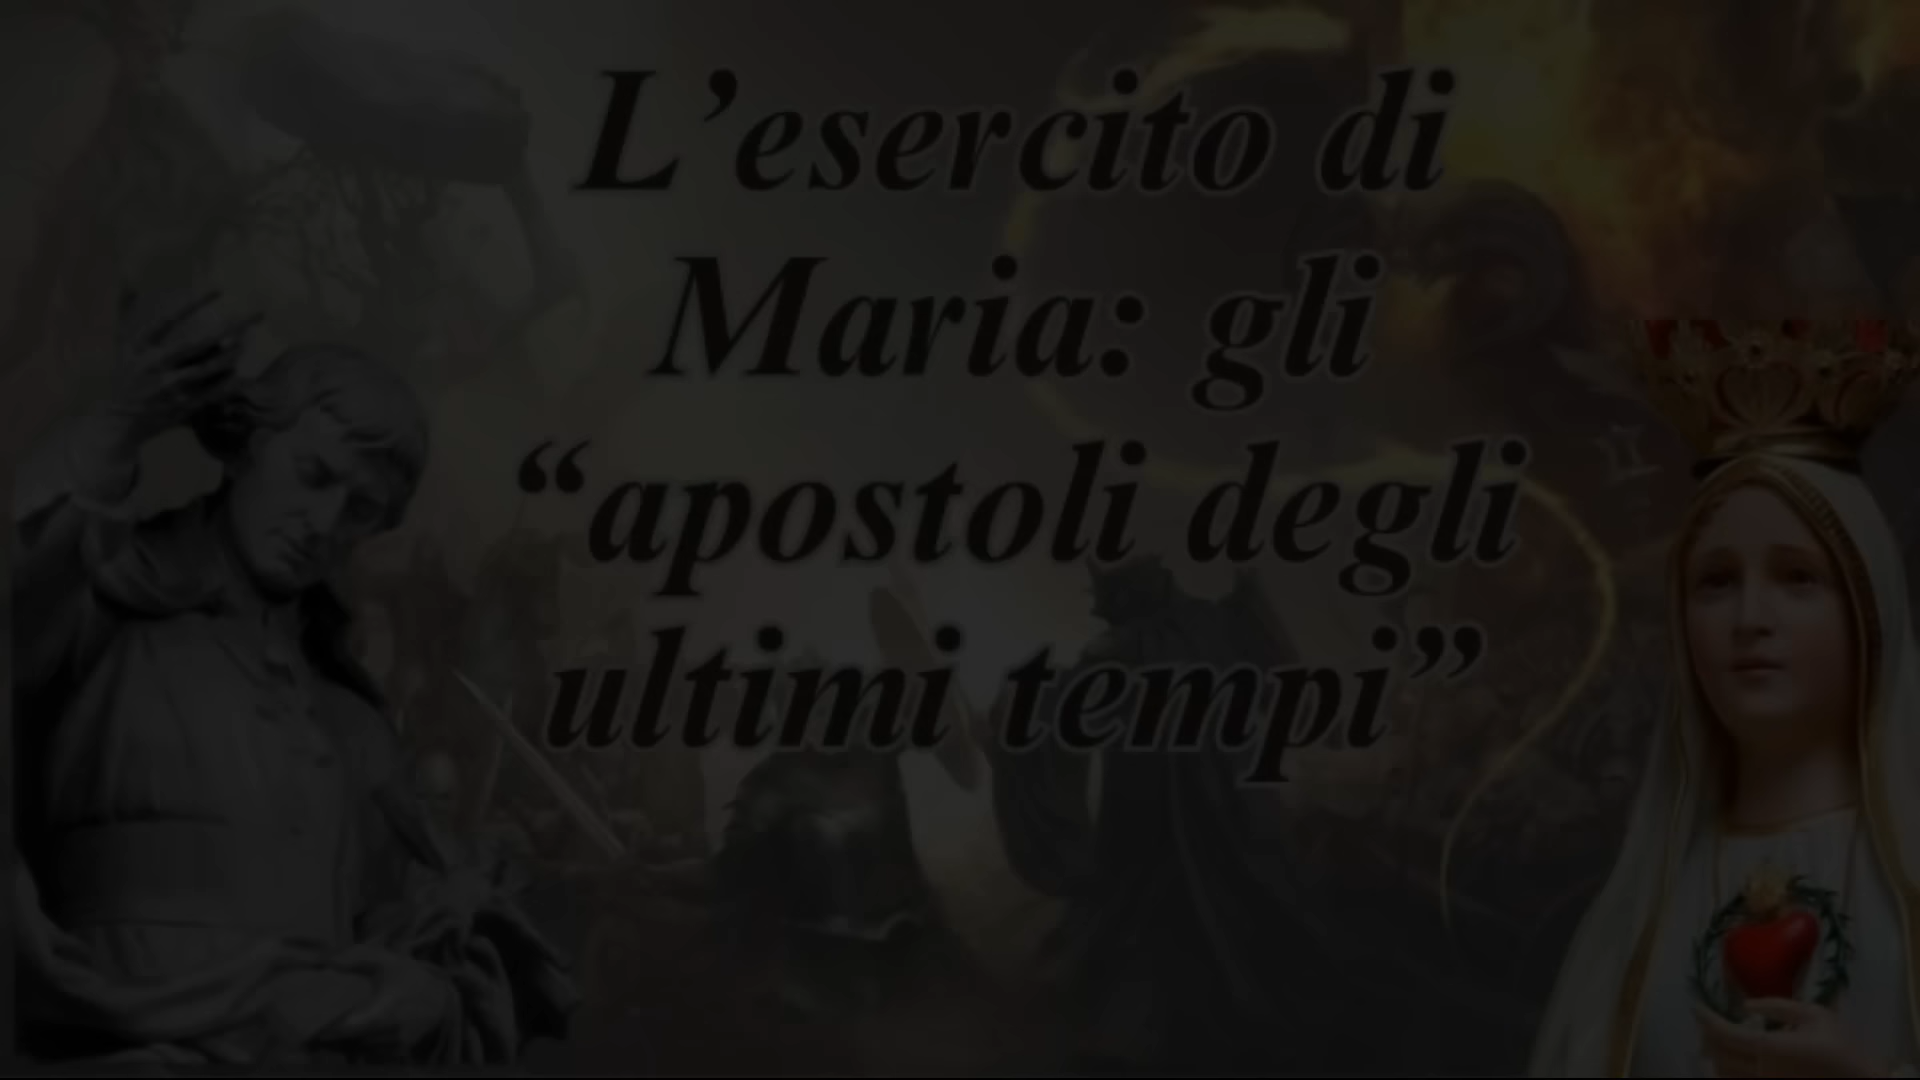 L’esercito di
Maria: gli
“apostoli degli
ultimi tempi”